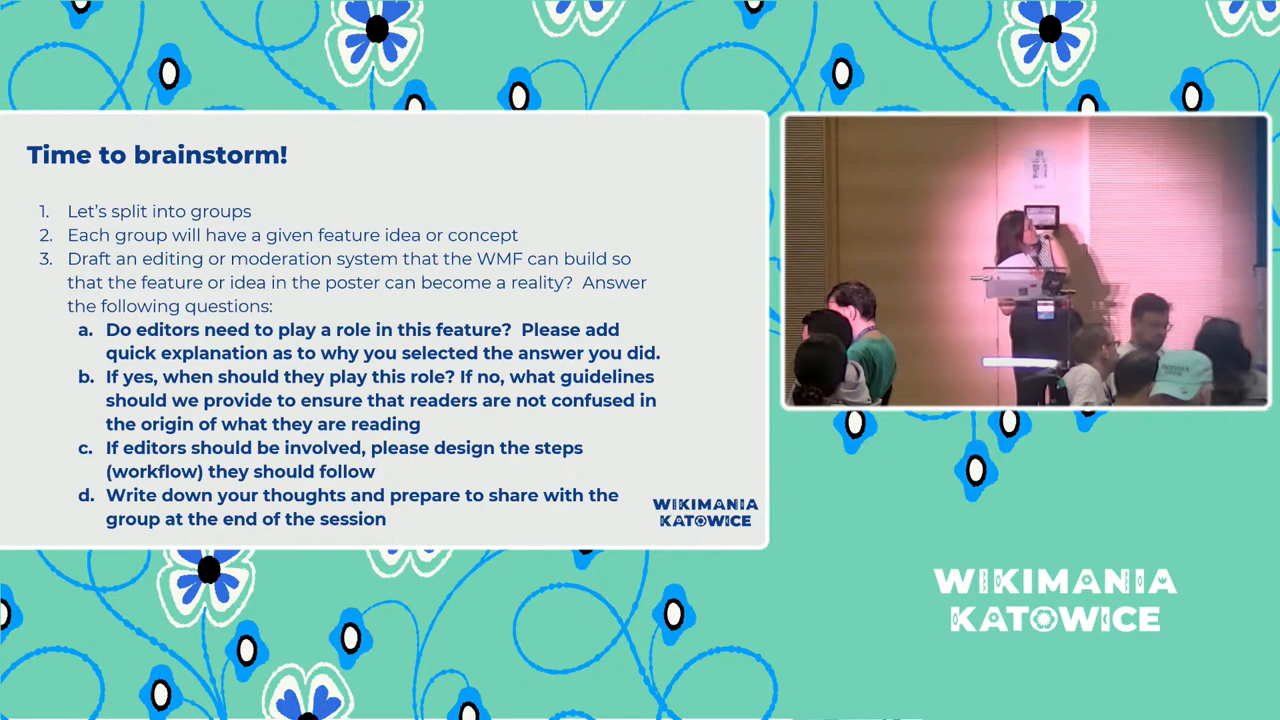 Time to brainstorm!
1. Let's split into groups
2. Each group will have a given feature idea or concept
3. Draft an editing or moderation system that the WMF can build so
that the feature or idea in the poster can become a reality?  Answer
the following questions:
a. Do editors need to play a role in this feature?  Please add
quick explanation as to why you selected the answer you did.
b. If yes, when should they play this role? If no, what guidelines
should we provide to ensure that readers are not confused in
the origin of what they are reading
c. If editors should be involved, please design the steps
(workflow) they should follow
d. Write down your thoughts and prepare to share with the
group at the end of the session
WIKIMANIA
KATOWICE
WIKIMANIA
KATOWICE